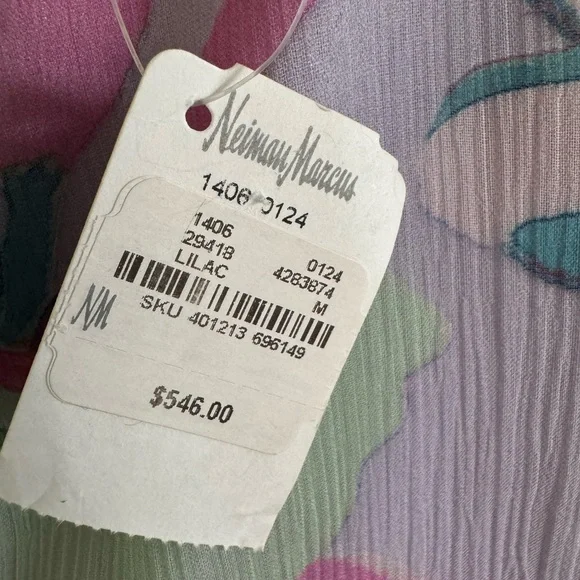 Neiman Marcus
1406 0124
1406 0124
29418 4283874
LILAC M
NM
SKU 401213 696149
$546.00